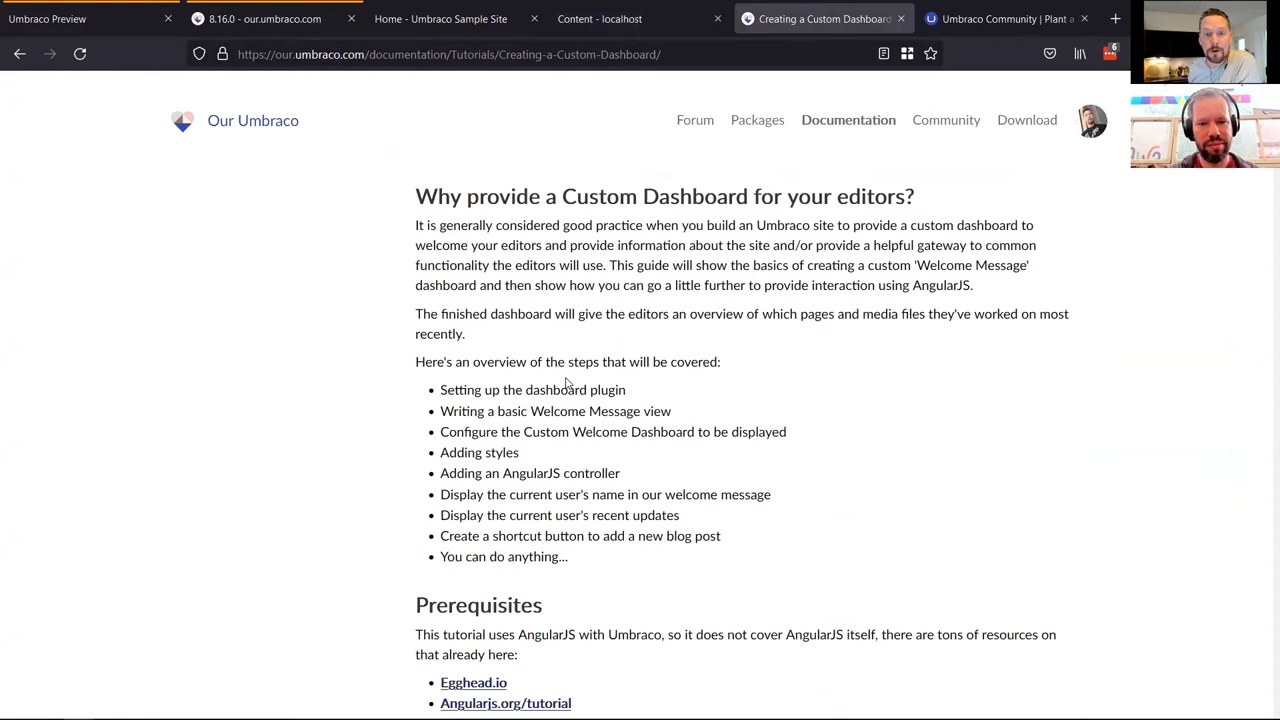 Umbraco Preview
8.16.0 - our.umbraco.com
Home - Umbraco Sample Site
Content - localhost
Creating a Custom Dashboard
Umbraco Community | Plant a
https://our.umbraco.com/documentation/Tutorials/Creating-a-Custom-Dashboard/
6
Our Umbraco
Forum
Packages
Documentation
Community
Download
Why provide a Custom Dashboard for your editors?
It is generally considered good practice when you build an Umbraco site to provide a custom dashboard to
welcome your editors and provide information about the site and/or provide a helpful gateway to common
functionality the editors will use. This guide will show the basics of creating a custom 'Welcome Message'
dashboard and then show how you can go a little further to provide interaction using AngularJS.
The finished dashboard will give the editors an overview of which pages and media files they've worked on most
recently.
Here's an overview of the steps that will be covered:
• Setting up the dashboard plugin
• Writing a basic Welcome Message view
• Configure the Custom Welcome Dashboard to be displayed
• Adding styles
• Adding an AngularJS controller
• Display the current user's name in our welcome message
• Display the current user's recent updates
• Create a shortcut button to add a new blog post
• You can do anything...
Prerequisites
This tutorial uses AngularJS with Umbraco, so it does not cover AngularJS itself, there are tons of resources on
that already here:
• Egghead.io
• Angularjs.org/tutorial